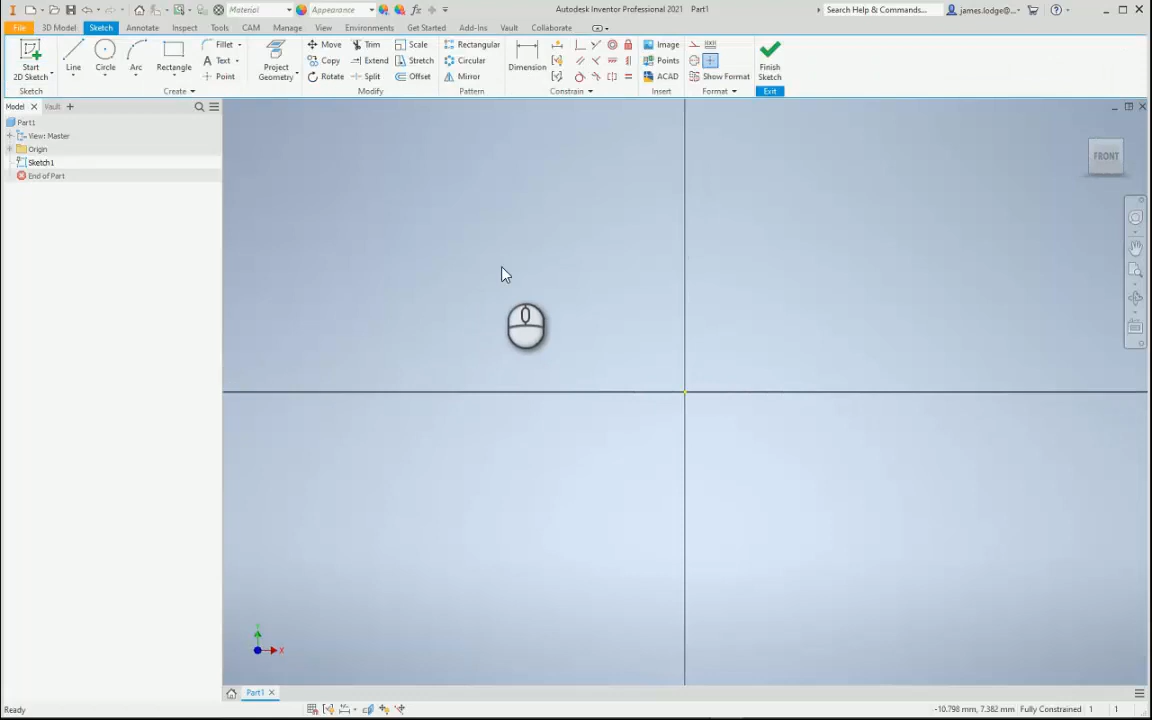 Material
Appearance
Autodesk Inventor Professional 2021 Part1
Search Help & Commands...
james.lodge@...
File 3D Model Sketch Annotate Inspect Tools CAM Manage View Environments Get Started Add-Ins Vault Collaborate
Start
2D Sketch
Line
Circle
Arc
Rectangle
Fillet
Text
Point
Project
Geometry
Move
Copy
Rotate
Trim
Extend
Split
Scale
Stretch
Offset
Rectangular
Circular
Mirror
Dimension
Image
Points
ACAD
Show Format
Finish
Sketch
Sketch Create Modify Pattern Constrain Insert Format Exit
Model Vault
Part1
View: Master
Origin
Sketch1
End of Part
FRONT
Y
X
Part1
Ready
-10.798 mm, 7.382 mm Fully Constrained 1 1